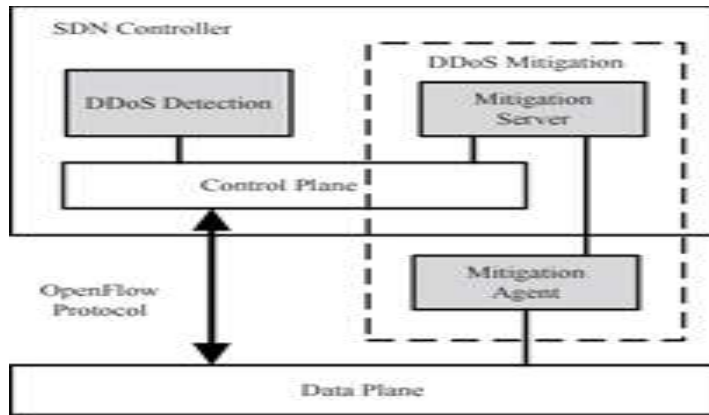 SDN Controller
DDoS Mitigation
DDoS Detection
Mitigation
Server
Control Plane
OpenFlow
Protocol
Mitigation
Agent
Data Plane